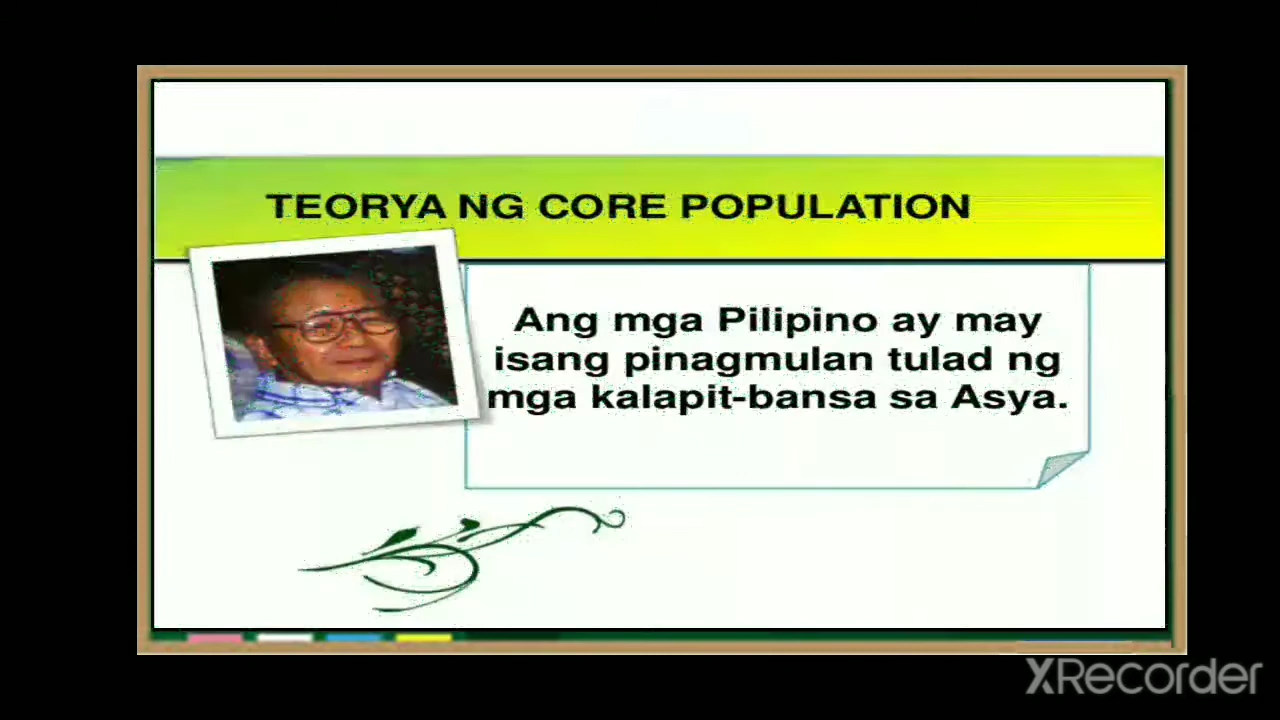 TEORYA NG CORE POPULATION
Ang mga Pilipino ay may
isang pinagmulan tulad ng
mga kalapit-bansa sa Asya.
XRecorder